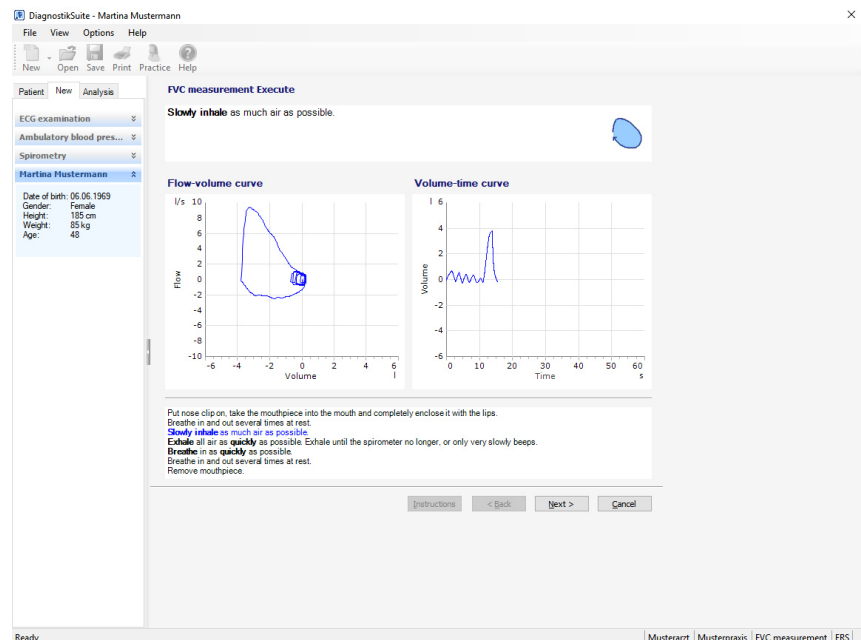 DiagnostikSuite - Martina Mustermann
File View Options Help
New Open Save Print Practice Help
Patient New Analysis
ECG examination
Ambulatory blood pres...
Spirometry
Martina Mustermann
Date of birth: 06.06.1969
Gender: Female
Height: 185 cm
Weight: 85 kg
Age: 48
FVC measurement Execute
Slowly inhale as much air as possible.
Flow-volume curve
l/s 10
8
6
4
2
0
-2
-4
-6
-8
-10
Flow
-6 -4 -2 0 2 4 6
Volume l
Volume-time curve
l 6
4
2
0
-2
-4
-6
Volume
0 10 20 30 40 50 60
Time s
Put nose clip on, take the mouthpiece into the mouth and completely enclose it with the lips.
Breathe in and out several times at rest.
Slowly inhale as much air as possible.
Exhale all air as quickly as possible. Exhale until the spirometer no longer, or only very slowly beeps.
Breathe in as quickly as possible.
Breathe in and out several times at rest.
Remove mouthpiece.
Instructions < Back Next > Cancel
Ready Musterarzt Musterpraxis FVC measurement ERS